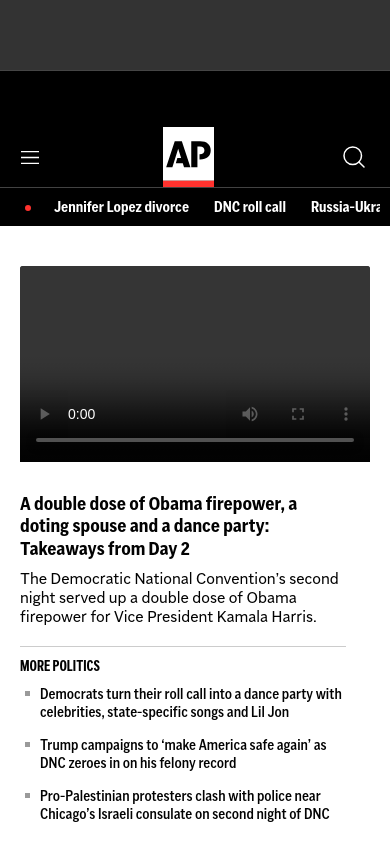 AP
Jennifer Lopez divorce DNC roll call Russia-Ukra
0:00
A double dose of Obama firepower, a
doting spouse and a dance party:
Takeaways from Day 2
The Democratic National Convention’s second
night served up a double dose of Obama
firepower for Vice President Kamala Harris.
MORE POLITICS
Democrats turn their roll call into a dance party with
celebrities, state-specific songs and Lil Jon
Trump campaigns to ‘make America safe again’ as
DNC zeroes in on his felony record
Pro-Palestinian protesters clash with police near
Chicago’s Israeli consulate on second night of DNC